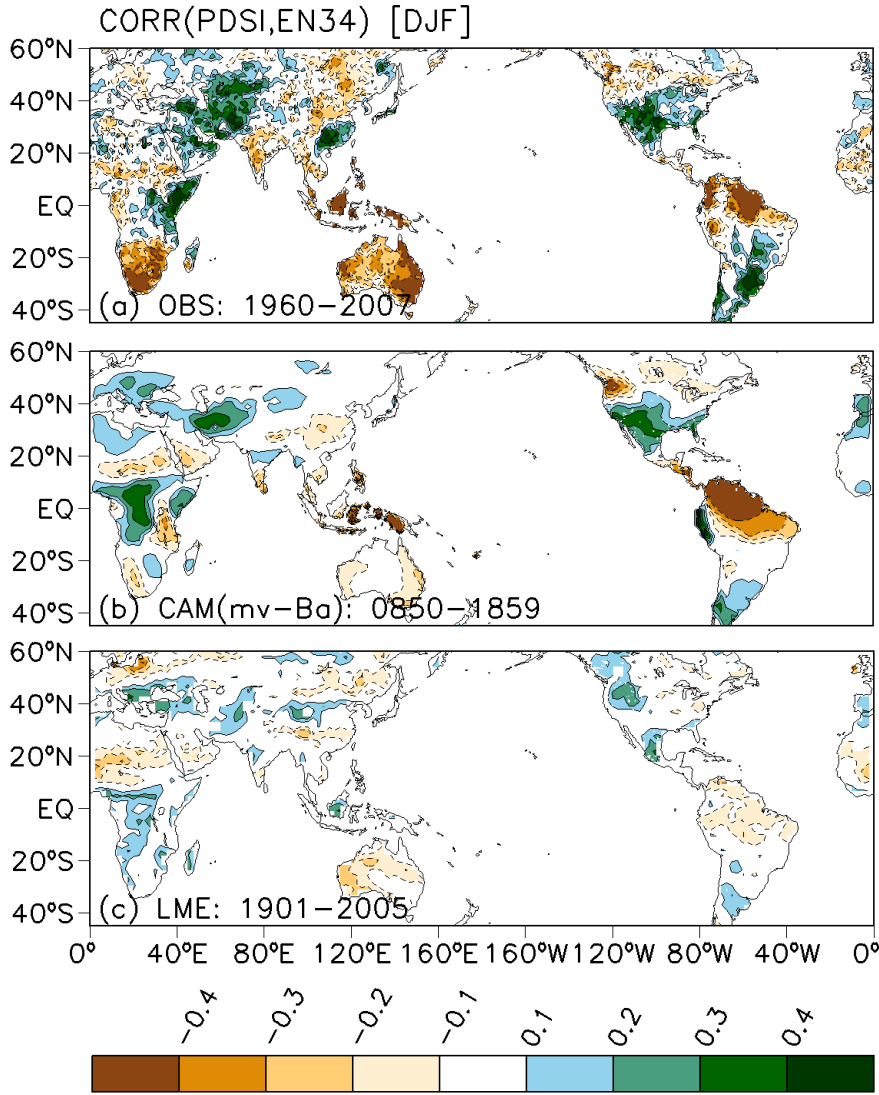 CORR(PDSI,EN34) [DJF]
60°N
40°N
20°N
EQ
20°S
40°S
(a) OBS: 1960−2007
60°N
40°N
20°N
EQ
20°S
40°S
(b) CAM(mv−Ba): 0850−1859
60°N
40°N
20°N
EQ
20°S
40°S
(c) LME: 1901−2005
0° 40°E 80°E 120°E 160°E 160°W 120°W 80°W 40°W 0°
−0.4 −0.3 −0.2 −0.1 0.1 0.2 0.3 0.4